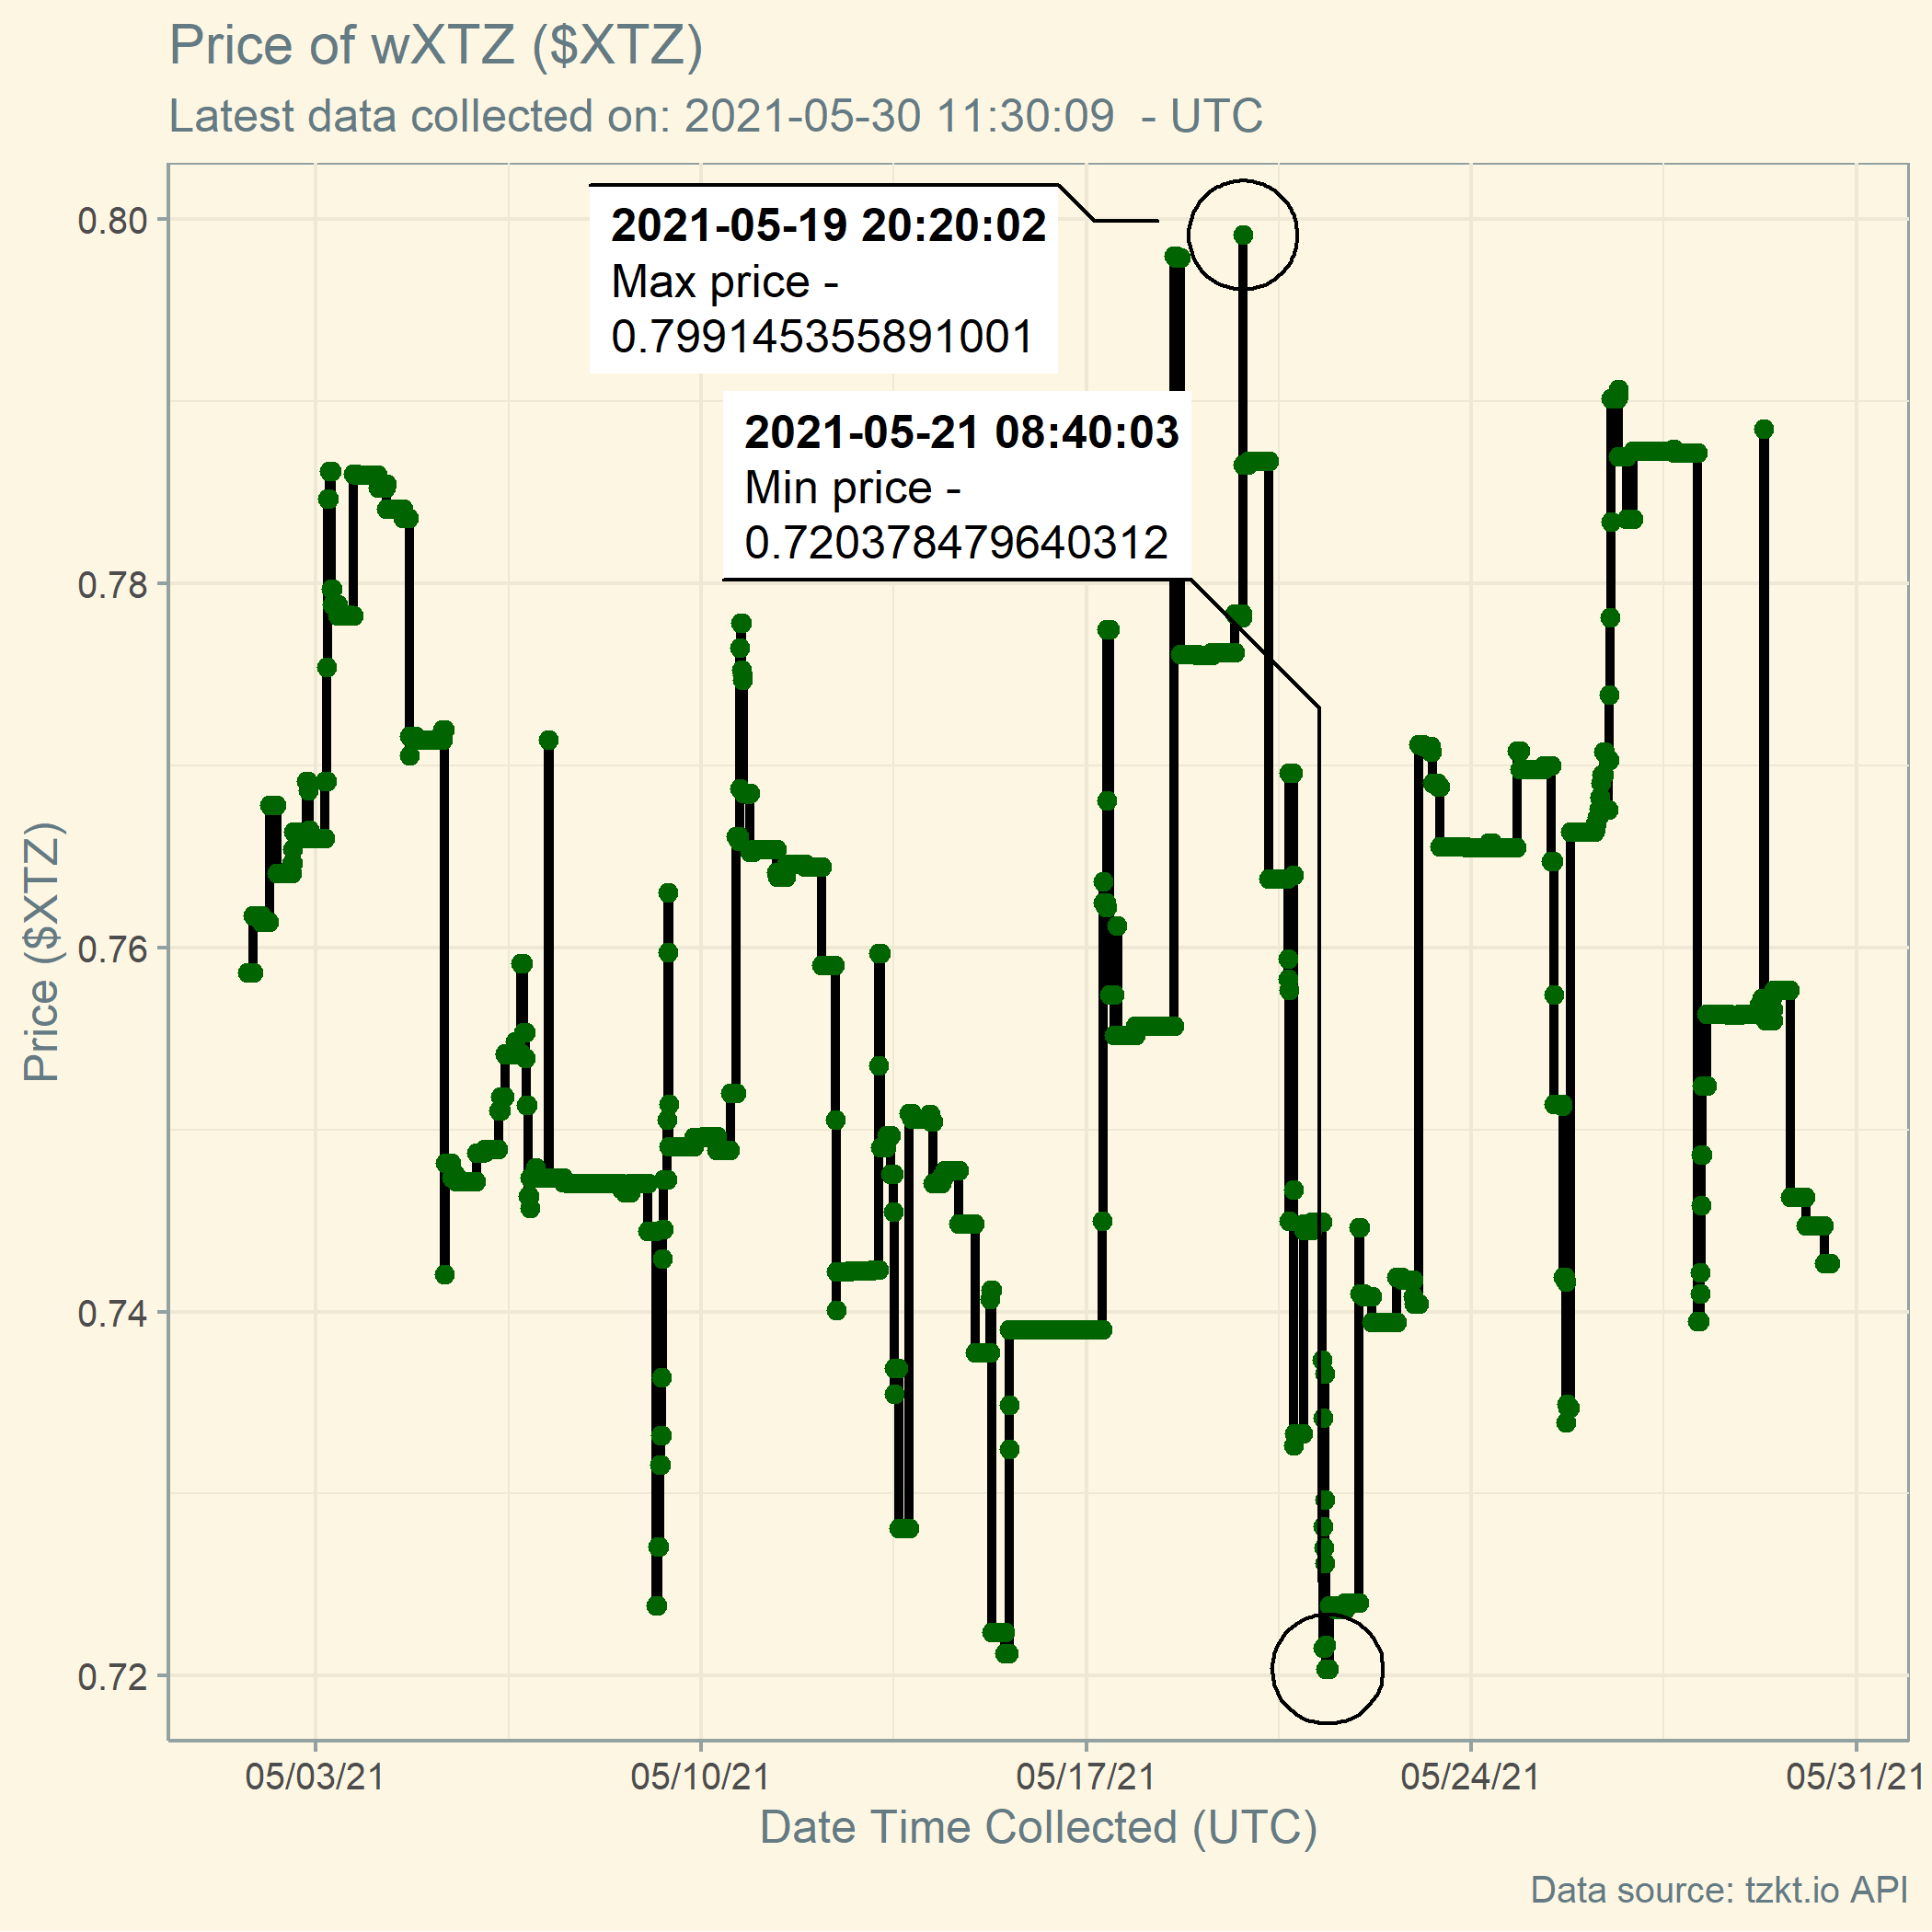 Price of wXTZ ($XTZ)
Latest data collected on: 2021-05-30 11:30:09  - UTC
2021-05-19 20:20:02
Max price -
0.799145355891001
2021-05-21 08:40:03
Min price -
0.720378479640312
Price ($XTZ)
0.80
0.78
0.76
0.74
0.72
05/03/21
05/10/21
05/17/21
05/24/21
05/31/21
Date Time Collected (UTC)
Data source: tzkt.io API